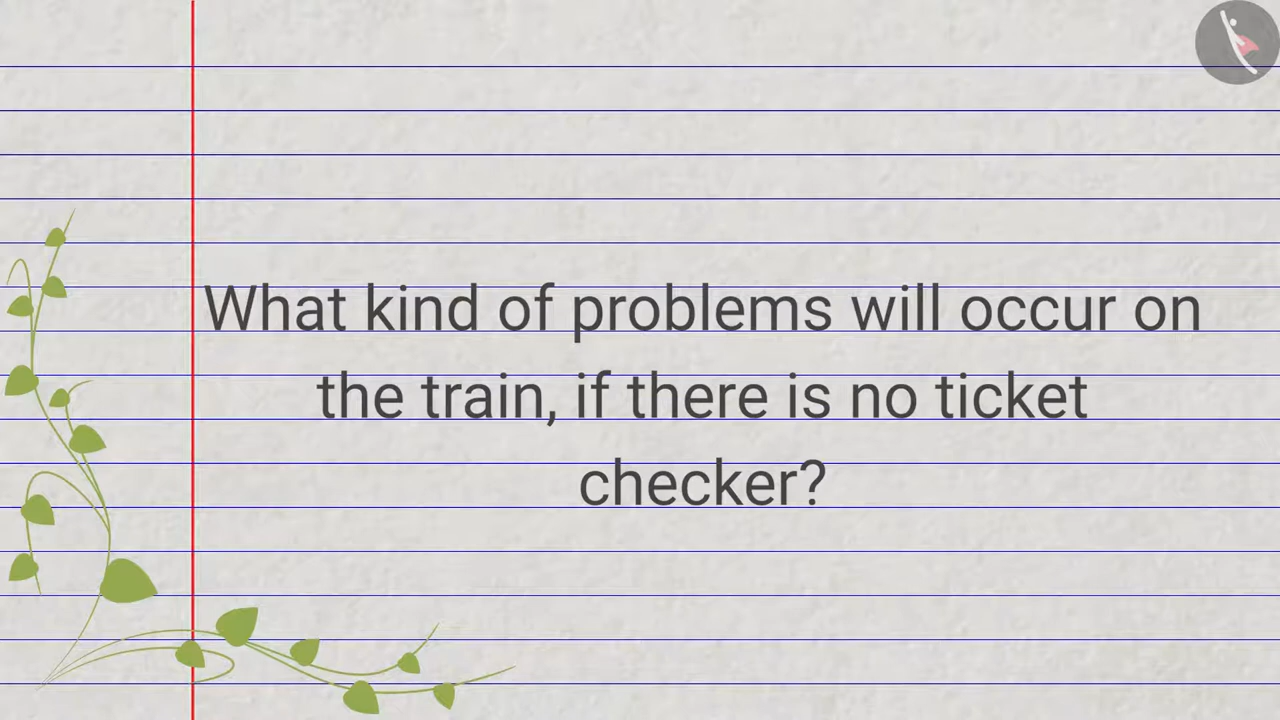 What kind of problems will occur on
the train, if there is no ticket
checker?